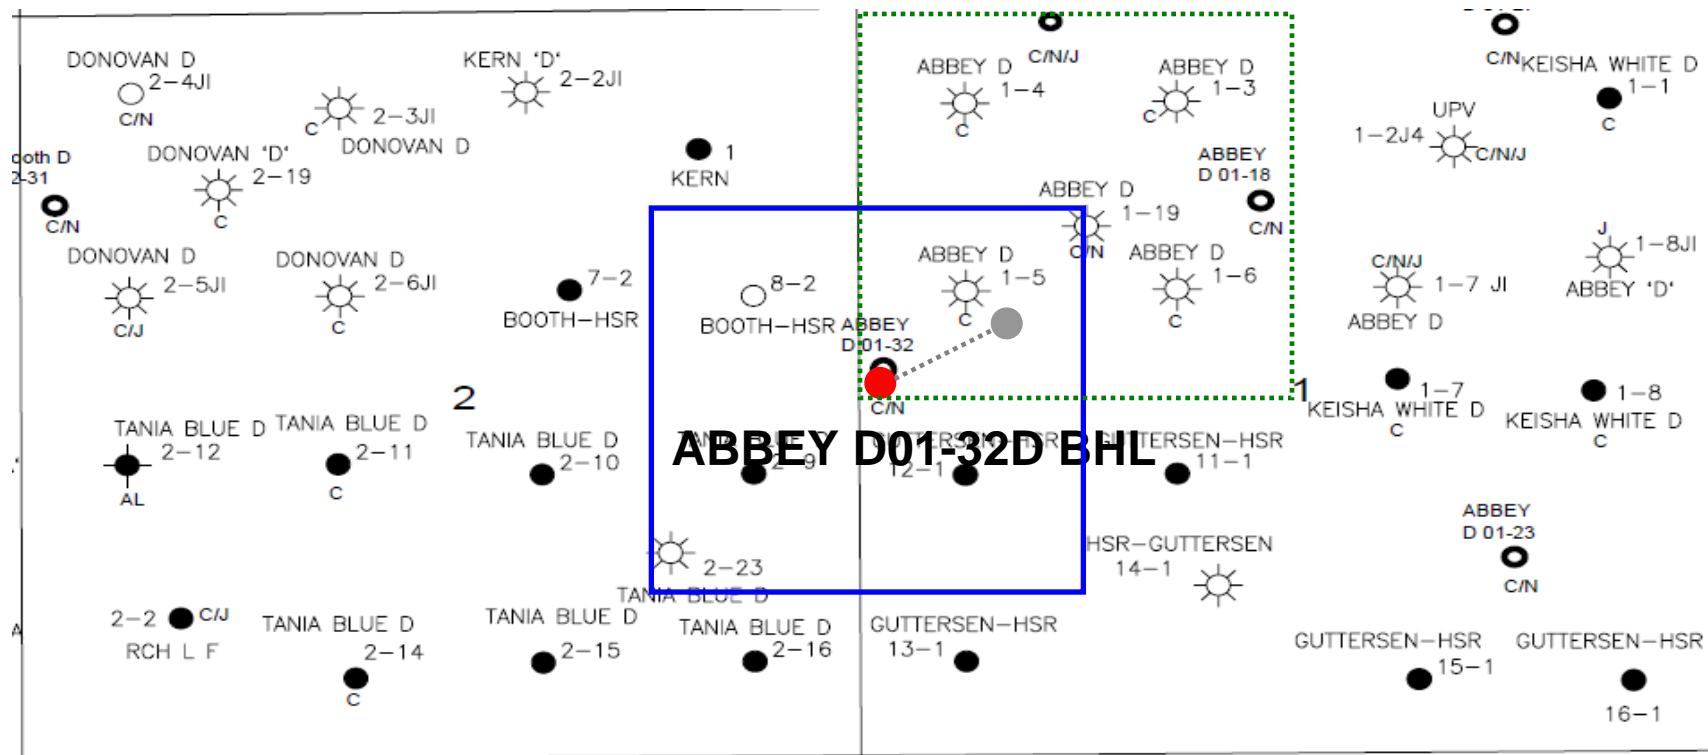 DONOVAN D
2-4JI
C/N
2-3JI
C
DONOVAN D
KERN 'D'
2-2JI
ABBEY D
1-4
C
C/N/J
ABBEY D
1-3
C
C/N
KEISHA WHITE D
1-1
C
UPV
1-2J4
C/N/J
2-31
C/N
DONOVAN 'D'
2-19
C
1
KERN
ABBEY
D 01-18
C/N
ABBEY D
1-19
C/N
DONOVAN D
2-5JI
C/J
DONOVAN D
2-6JI
C
7-2
BOOTH-HSR
8-2
BOOTH-HSR
ABBEY D
1-5
C
ABBEY D
1-6
C
C/N/J
1-7 JI
ABBEY D
J
1-8JI
ABBEY 'D'
ABBEY
D 01-32
C/N
2
1
1-7
KEISHA WHITE D
C
1-8
KEISHA WHITE D
C
TANIA BLUE D
2-12
AL
TANIA BLUE D
2-11
C
TANIA BLUE D
2-10
TANIA BLUE D
2-9
ABBEY D01-32D BHL
GUTTERSEN-HSR
12-1
GUTTERSEN-HSR
11-1
ABBEY
D 01-23
C/N
2-23
TANIA BLUE D
HSR-GUTTERSEN
14-1
2-2
C/J
RCH L F
TANIA BLUE D
2-14
C
TANIA BLUE D
2-15
TANIA BLUE D
2-16
GUTTERSEN-HSR
13-1
GUTTERSEN-HSR
15-1
GUTTERSEN-HSR
16-1